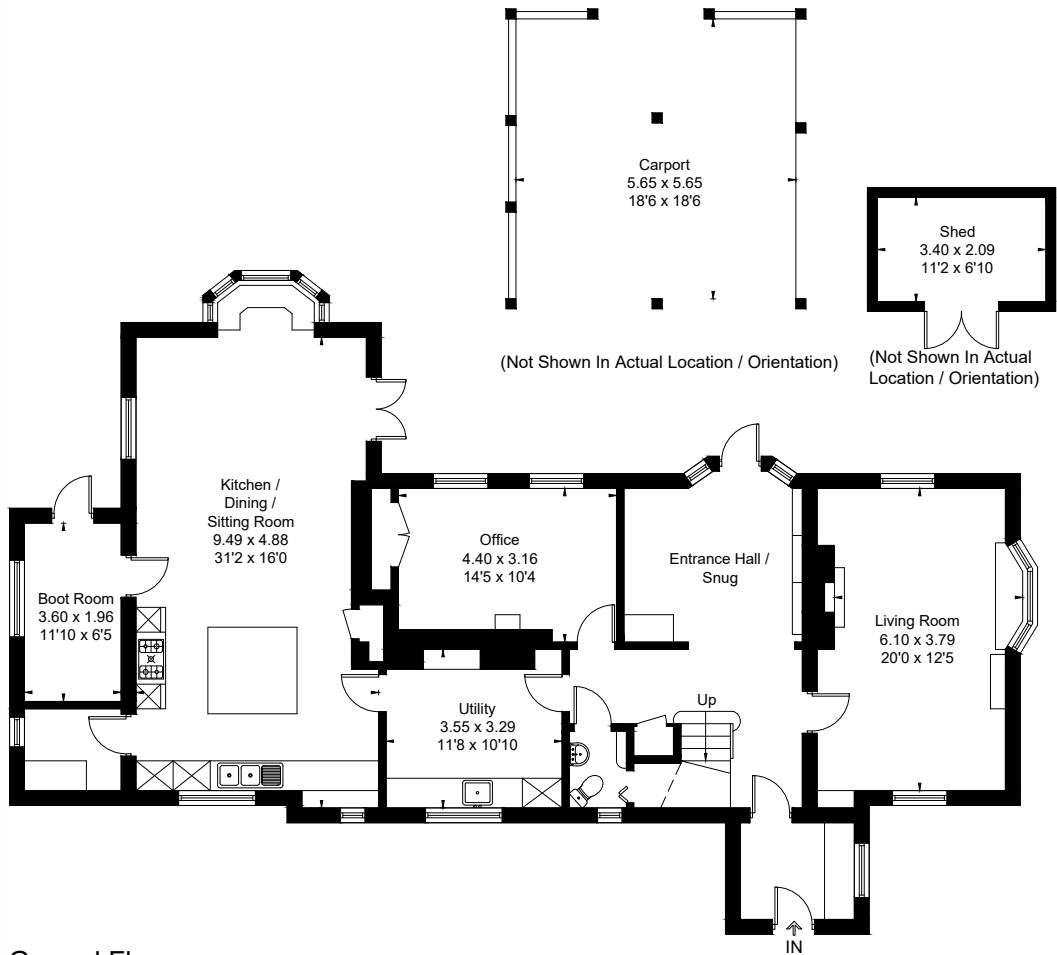 Carport
5.65 x 5.65
18'6 x 18'6
Shed
3.40 x 2.09
11'2 x 6'10
(Not Shown In Actual Location / Orientation)
(Not Shown In Actual
Location / Orientation)
Kitchen /
Dining /
Sitting Room
9.49 x 4.88
31'2 x 16'0
Office
4.40 x 3.16
14'5 x 10'4
Entrance Hall /
Snug
Boot Room
3.60 x 1.96
11'10 x 6'5
Living Room
6.10 x 3.79
20'0 x 12'5
Utility
3.55 x 3.29
11'8 x 10'10
Up
IN